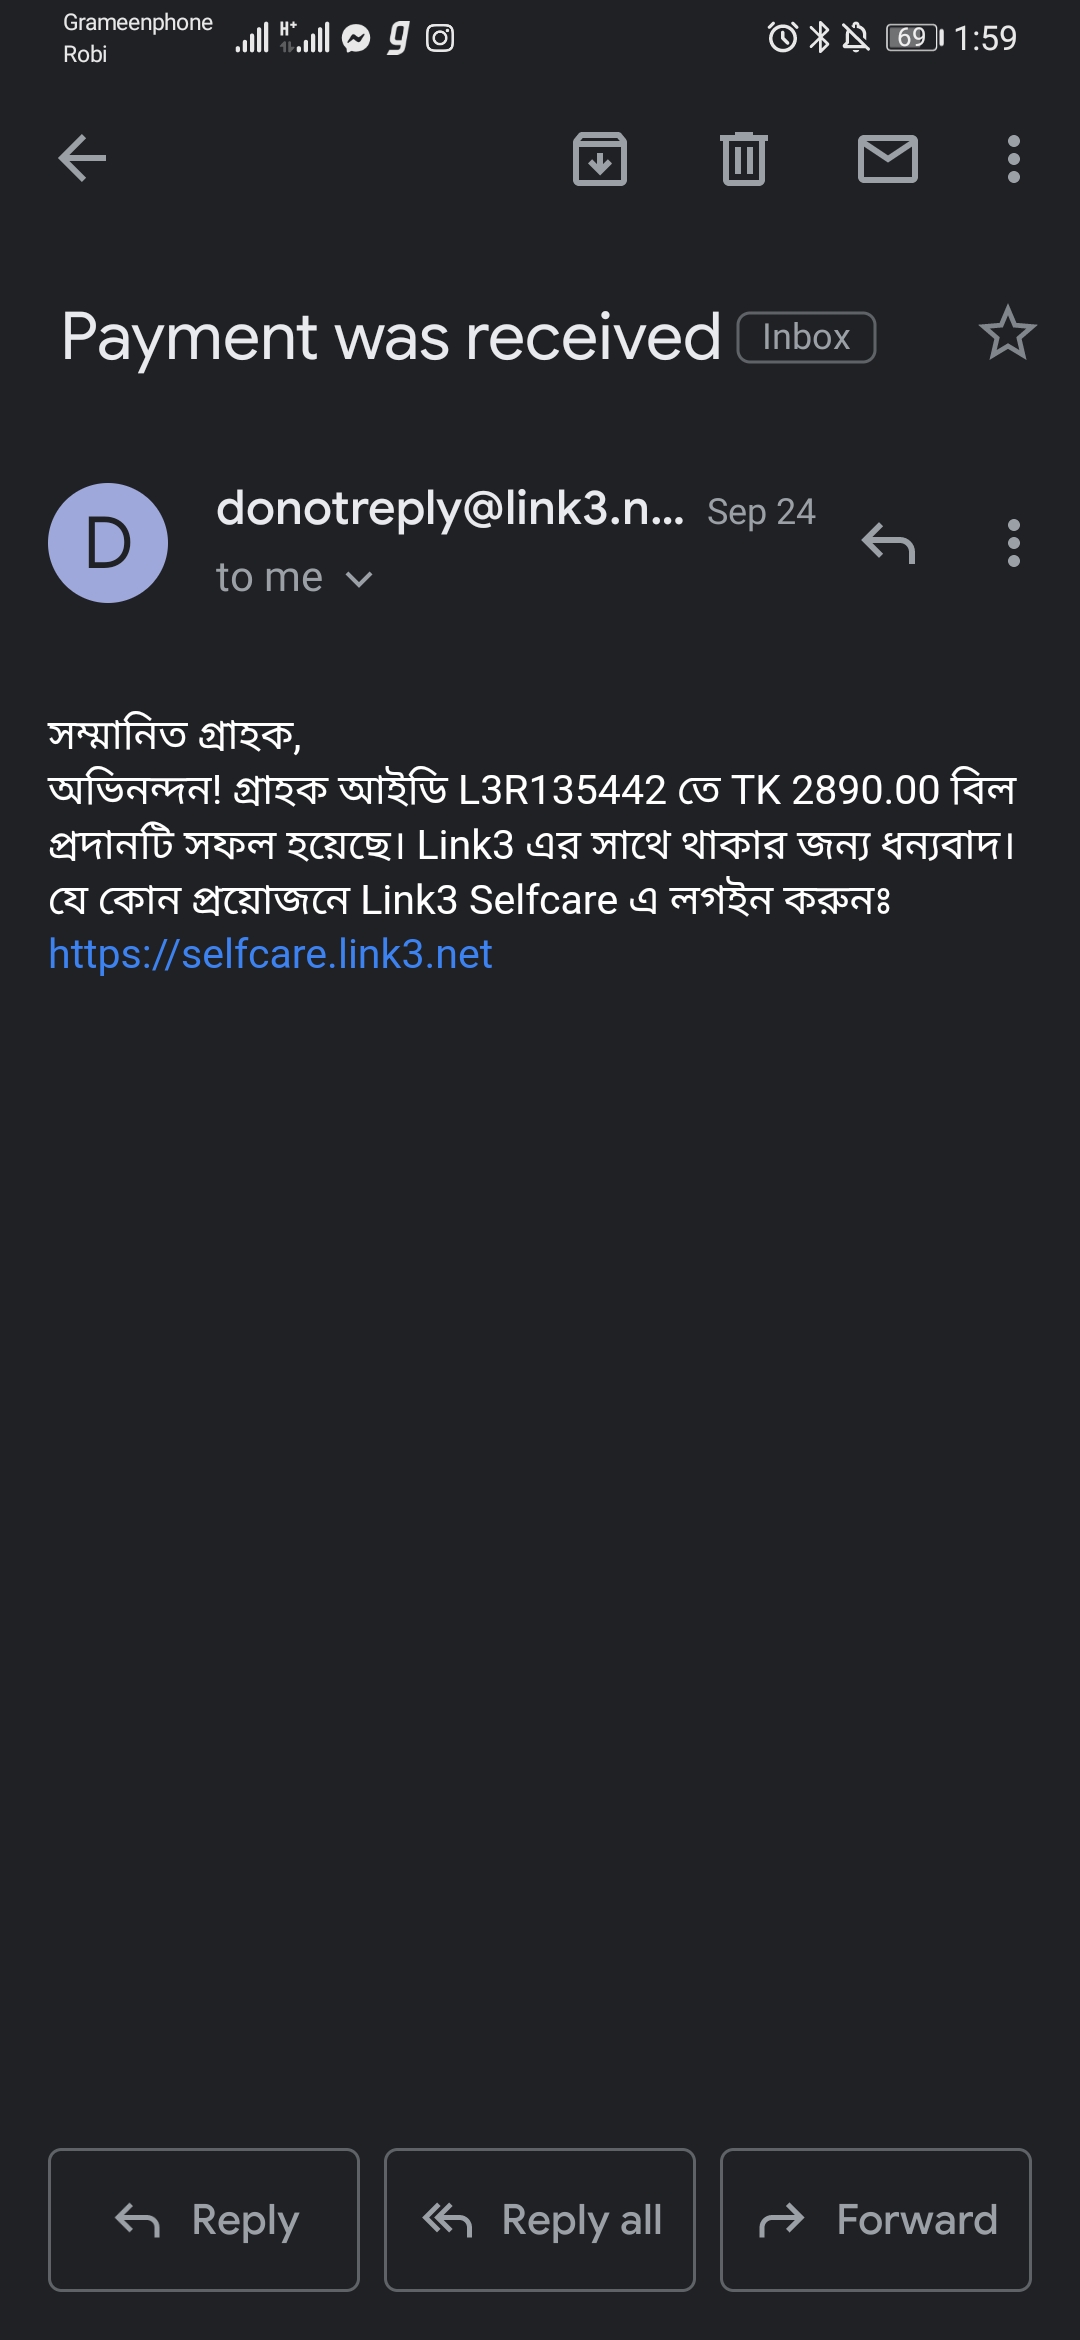 Grameenphone
Robi
H+
69
1:59
Payment was received
Inbox
D
donotreply@link3.n...
Sep 24
to me
সম্মানিত গ্রাহক,
অভিনন্দন! গ্রাহক আইডি L3R135442 তে TK 2890.00 বিল
প্রদানটি সফল হয়েছে। Link3 এর সাথে থাকার জন্য ধন্যবাদ।
যে কোন প্রয়োজনে Link3 Selfcare এ লগইন করুনঃ
https://selfcare.link3.net
Reply
Reply all
Forward